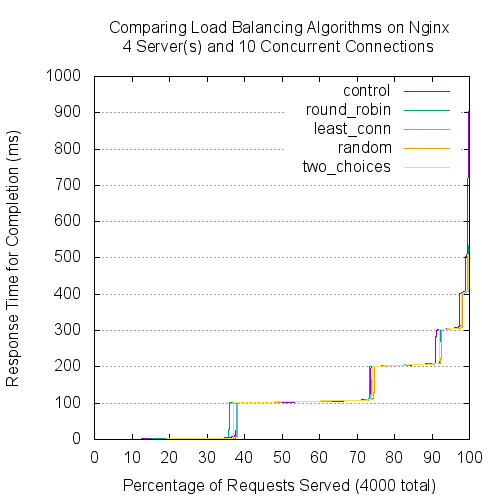 Comparing Load Balancing Algorithms on Nginx
4 Server(s) and 10 Concurrent Connections
1000
900
800
700
600
500
400
300
200
100
0
Response Time for Completion (ms)
control
round_robin
least_conn
random
two_choices
0 10 20 30 40 50 60 70 80 90 100
Percentage of Requests Served (4000 total)